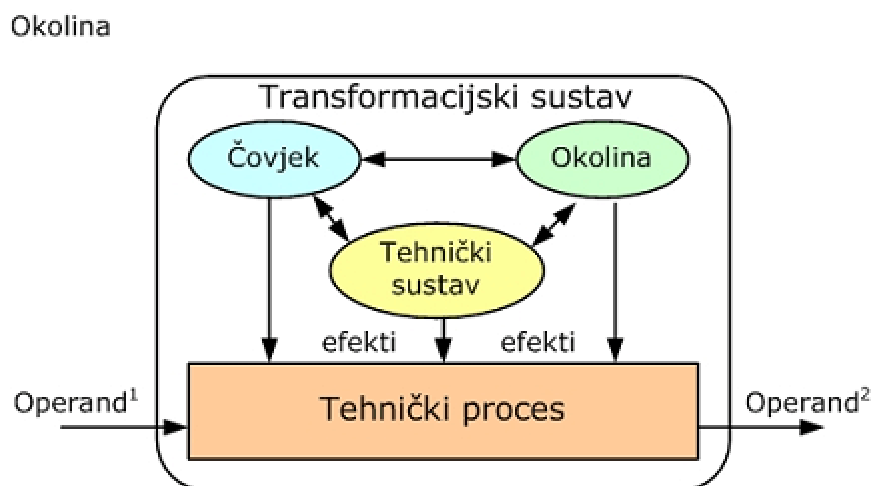 Okolina
Transformacijski sustav
Čovjek
Okolina
Tehnički
sustav
efekti
efekti
Operand¹
Tehnički proces
Operand²